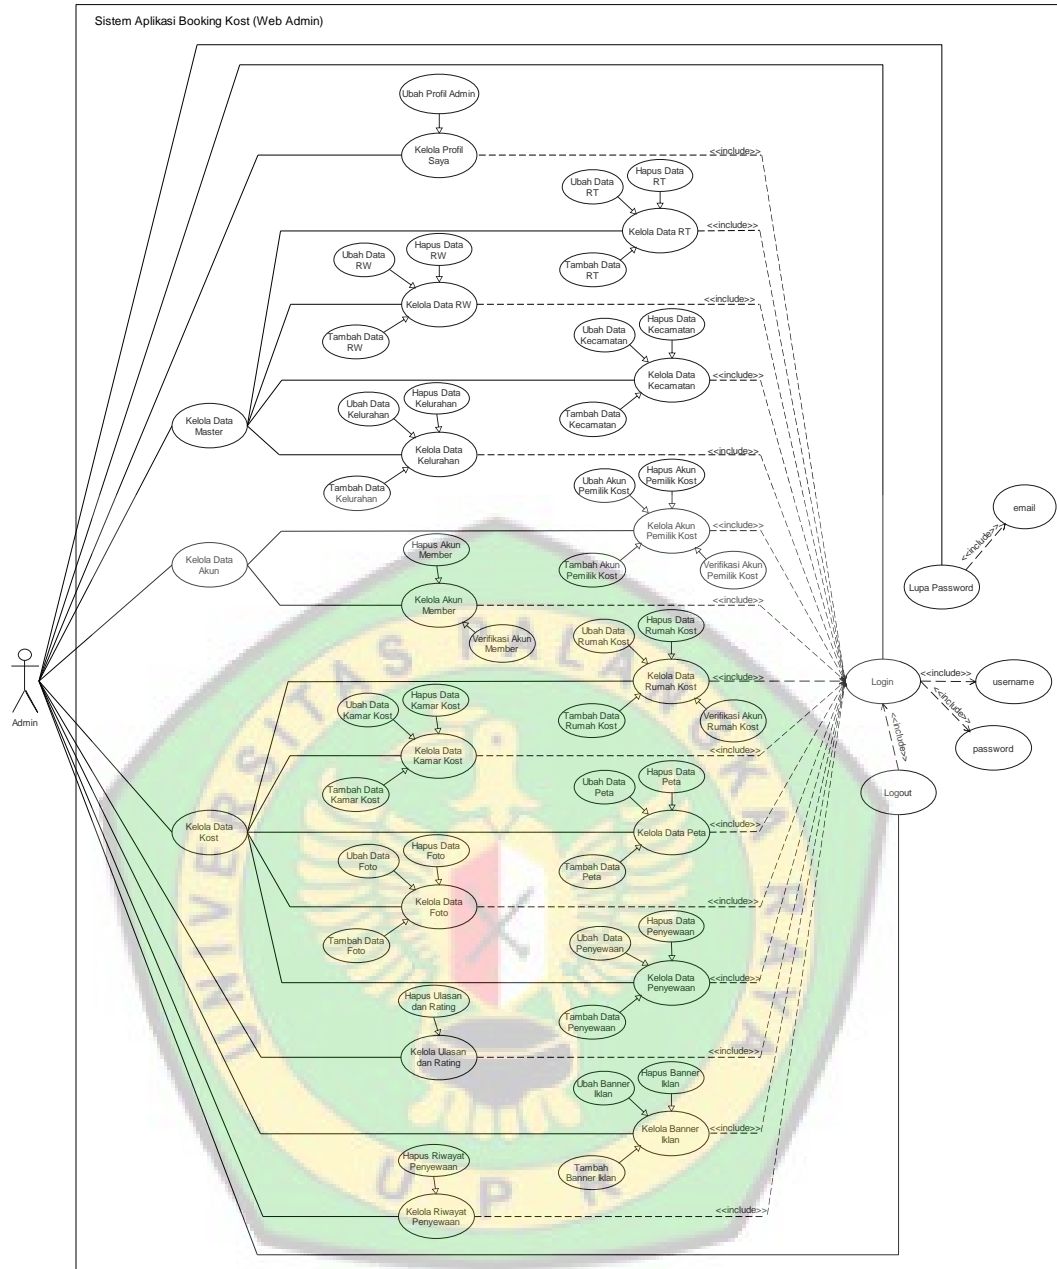 Sistem Aplikasi Booking Kost (Web Admin)
Ubah Profil Admin
Kelola Profil
Saya
<<include>>
Hapus Data
RT
Ubah Data
RT
Kelola Data RT
<<include>>
Tambah Data
RT
Hapus Data
RW
Ubah Data
RW
Kelola Data RW
<<include>>
Tambah Data
RW
Hapus Data
Kecamatan
Ubah Data
Kecamatan
Kelola Data
Kecamatan
<<include>>
Tambah Data
Kecamatan
Hapus Data
Kelurahan
Ubah Data
Kelurahan
Kelola Data
Master
Kelola Data
Kelurahan
<<include>>
Tambah Data
Kelurahan
Hapus Akun
Pemilik Kost
Ubah Akun
Pemilik Kost
Kelola Akun
Pemilik Kost
<<include>>
Tambah Akun
Pemilik Kost
Verifikasi Akun
Pemilik Kost
email
<<include>>
Lupa Password
Kelola Data
Akun
Hapus Akun
Member
Kelola Akun
Member
<<include>>
Verifikasi Akun
Member
Hapus Data
Rumah Kost
Ubah Data
Rumah Kost
Kelola Data
Rumah Kost
<<include>>
Tambah Data
Rumah Kost
Verifikasi Akun
Rumah Kost
Admin
Login
<<include>>
username
<<include>>
password
<<include>>
Logout
Hapus Data
Kamar Kost
Ubah Data
Kamar Kost
Kelola Data
Kamar Kost
<<include>>
Tambah Data
Kamar Kost
Hapus Data
Peta
Ubah Data
Peta
Kelola Data Peta
<<include>>
Tambah Data
Peta
Kelola Data
Kost
Hapus Data
Foto
Ubah Data
Foto
Kelola Data
Foto
<<include>>
Tambah Data
Foto
Hapus Data
Penyewaan
Ubah  Data
Penyewaan
Kelola Data
Penyewaan
<<include>>
Tambah Data
Penyewaan
Hapus Ulasan
dan Rating
Kelola Ulasan
dan Rating
<<include>>
Hapus Banner
Iklan
Ubah Banner
Iklan
Kelola Banner
Iklan
<<include>>
Tambah
Banner Iklan
Hapus Riwayat
Penyewaan
Kelola Riwayat
Penyewaan
<<include>>
UNIVERSITAS PALANGKA RAYA
UPR